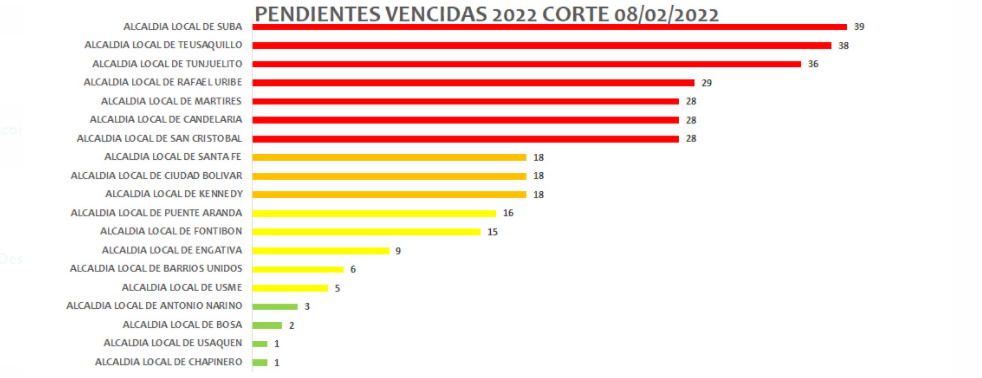 PENDIENTES VENCIDAS 2022 CORTE 08/02/2022
ALCALDIA LOCAL DE SUBA 39
ALCALDIA LOCAL DE TEUSAQUILLO 38
ALCALDIA LOCAL DE TUNJUELITO 36
ALCALDIA LOCAL DE RAFAEL URIBE 29
ALCALDIA LOCAL DE MARTIRES 28
ALCALDIA LOCAL DE CANDELARIA 28
ALCALDIA LOCAL DE SAN CRISTOBAL 28
ALCALDIA LOCAL DE SANTA FE 18
ALCALDIA LOCAL DE CIUDAD BOLIVAR 18
ALCALDIA LOCAL DE KENNEDY 18
ALCALDIA LOCAL DE PUENTE ARANDA 16
ALCALDIA LOCAL DE FONTIBON 15
ALCALDIA LOCAL DE ENGATIVA 9
ALCALDIA LOCAL DE BARRIOS UNIDOS 6
ALCALDIA LOCAL DE USME 5
ALCALDIA LOCAL DE ANTONIO NARINO 3
ALCALDIA LOCAL DE BOSA 2
ALCALDIA LOCAL DE USAQUEN 1
ALCALDIA LOCAL DE CHAPINERO 1